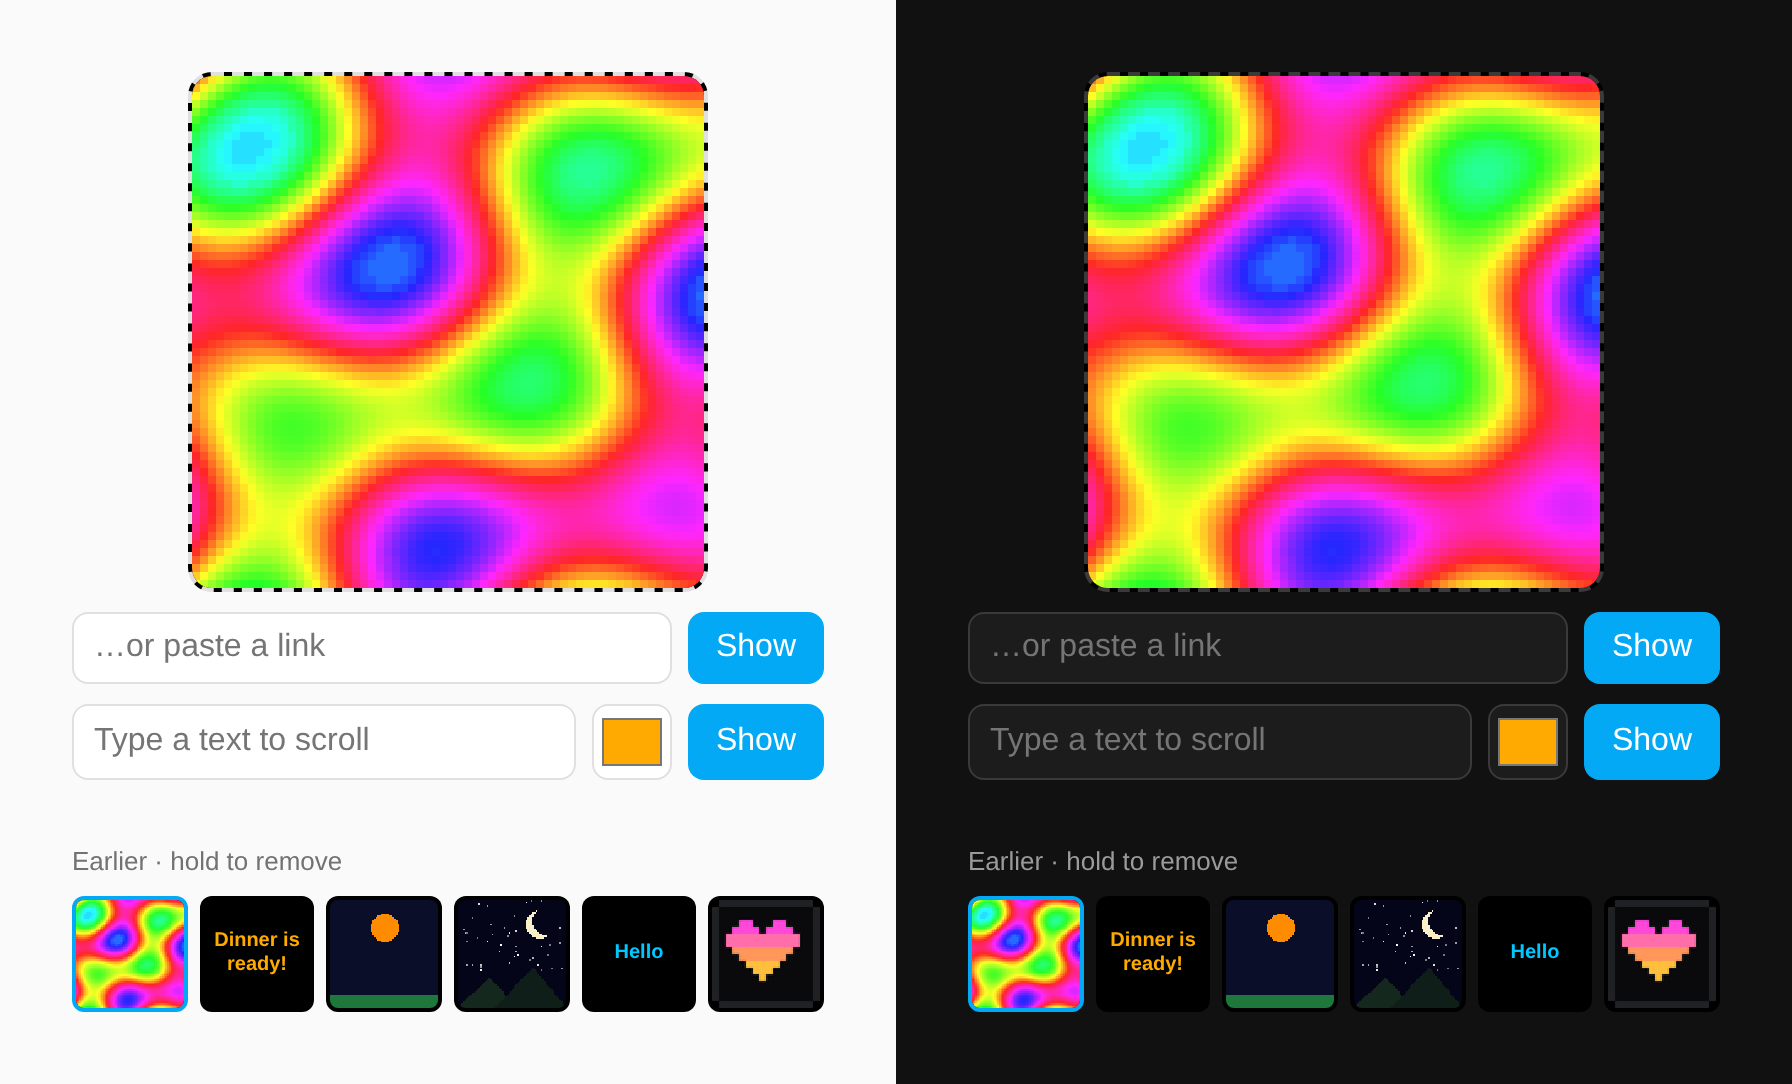 …or paste a link
Show
Type a text to scroll
Show
Earlier · hold to remove
Dinner is
ready!
Hello
…or paste a link
Show
Type a text to scroll
Show
Earlier · hold to remove
Dinner is
ready!
Hello